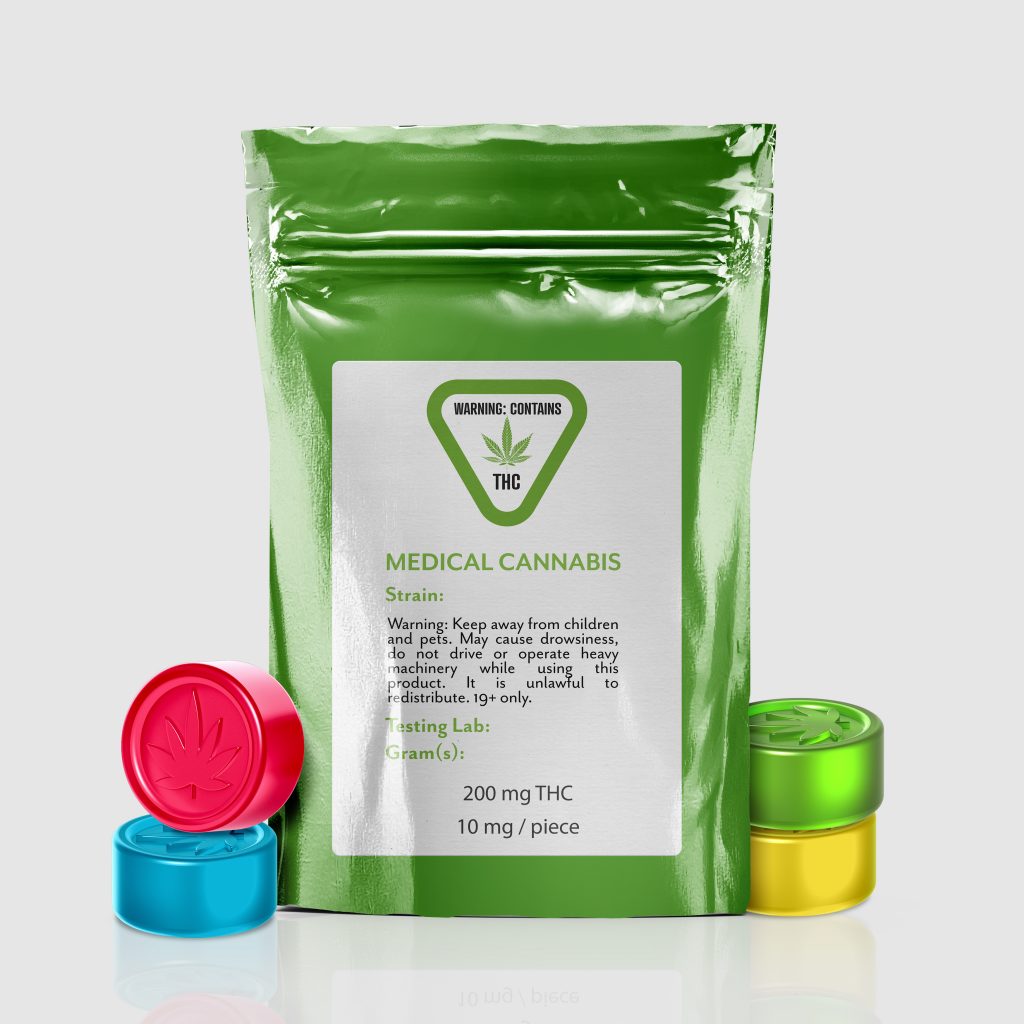 WARNING: CONTAINS
THC
MEDICAL CANNABIS
Strain:
Warning: Keep away from children
and pets. May cause drowsiness,
do not drive or operate heavy
machinery while using this
product. It is unlawful to
redistribute. 19+ only.
Testing Lab:
Gram(s):
200 mg THC
10 mg / piece